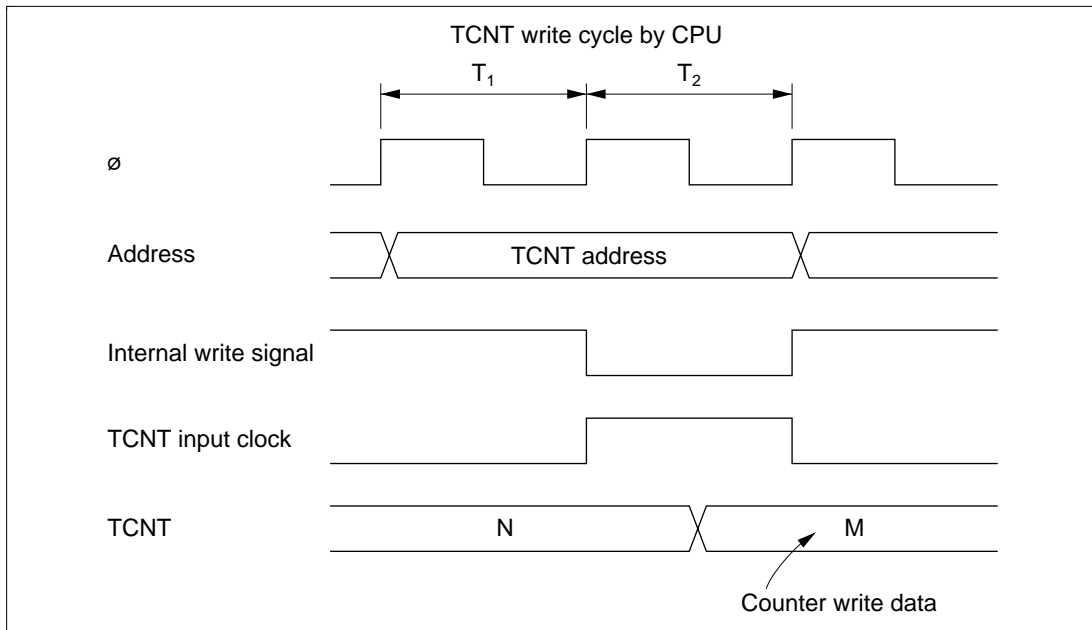 TCNT write cycle by CPU
T₁ T₂
ø
Address TCNT address
Internal write signal
TCNT input clock
TCNT N M
Counter write data